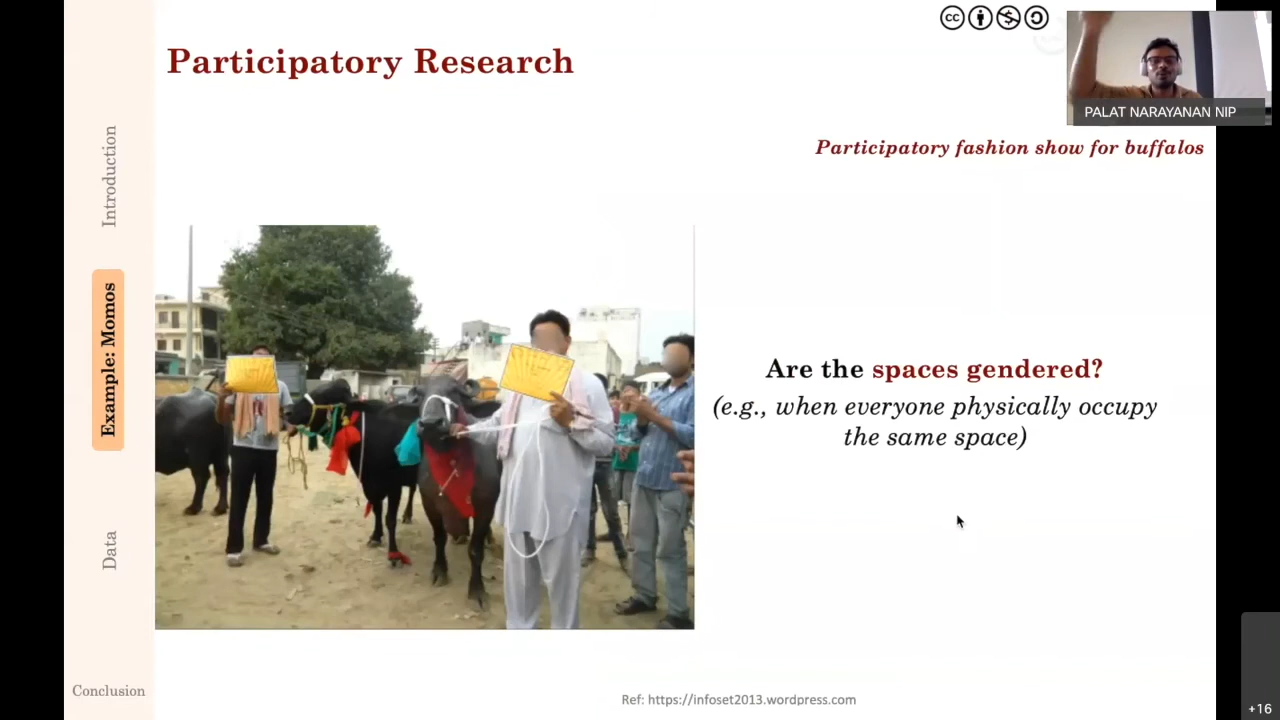 Participatory Research
cc
PALAT NARAYANAN NIP
Participatory fashion show for buffalos
Introduction
Example: Momos
Data
Conclusion
Are the spaces gendered?
(e.g., when everyone physically occupy
the same space)
Ref: https://infoset2013.wordpress.com
+16